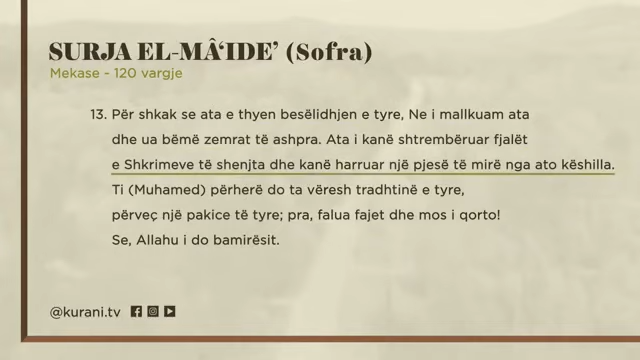 SURJA EL-MÂ‘IDE’ (Sofra)
Mekase - 120 vargje
13. Për shkak se ata e thyen besëlidhjen e tyre, Ne i mallkuam ata
dhe ua bëmë zemrat të ashpra. Ata i kanë shtrembëruar fjalët
e Shkrimeve të shenjta dhe kanë harruar një pjesë të mirë nga ato këshilla.
Ti (Muhamed) përherë do ta vëresh tradhtinë e tyre,
përveç një pakice të tyre; pra, falua fajet dhe mos i qorto!
Se, Allahu i do bamirësit.
@kurani.tv